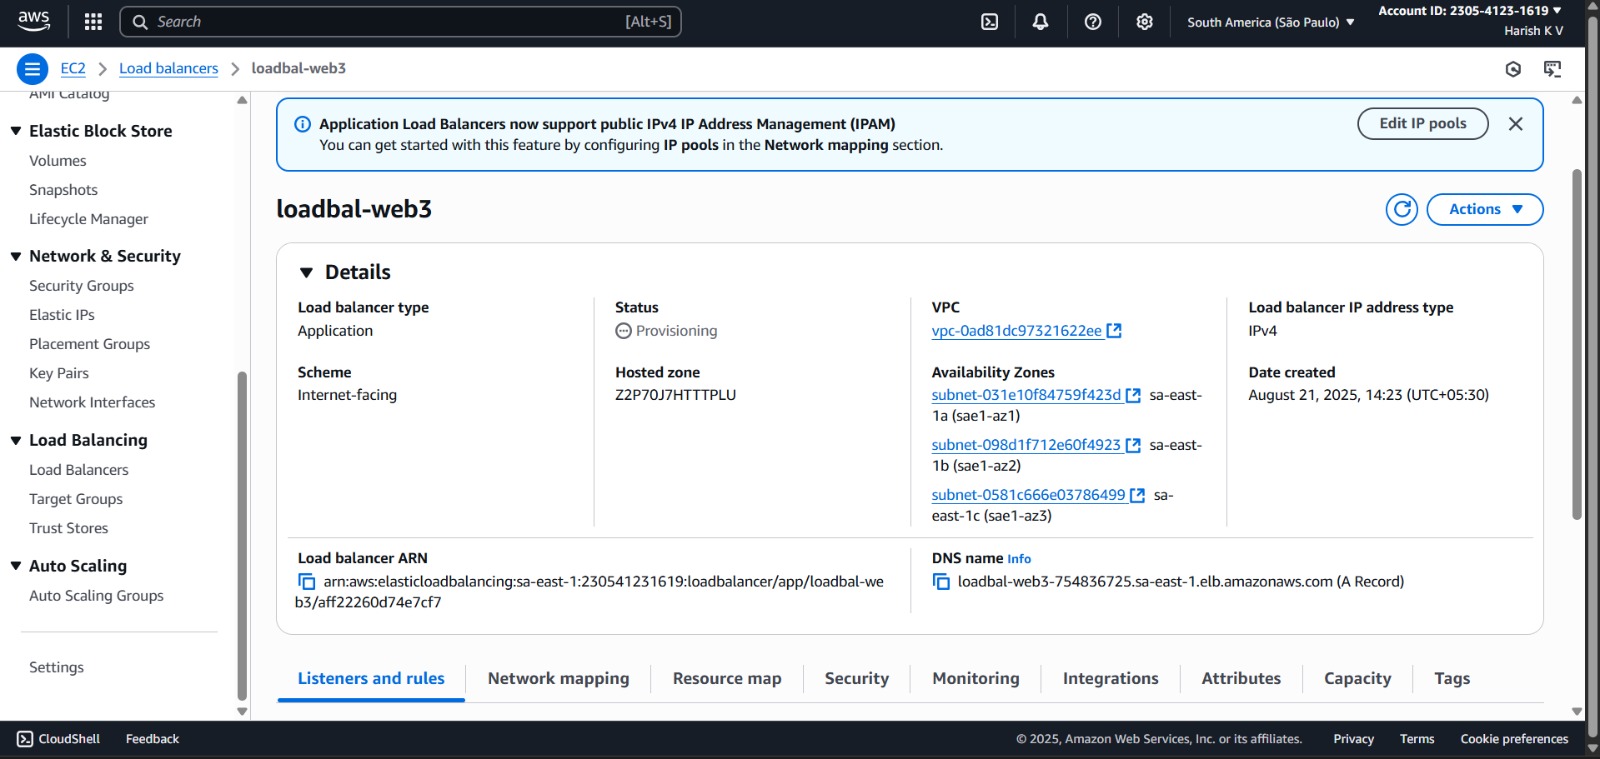 aws
Search
[Alt+S]
South America (São Paulo)
Account ID: 2305-4123-1619
Harish K V
EC2
Load balancers
loadbal-web3
AMI Catalog
Elastic Block Store
Volumes
Snapshots
Lifecycle Manager
Network & Security
Security Groups
Elastic IPs
Placement Groups
Key Pairs
Network Interfaces
Load Balancing
Load Balancers
Target Groups
Trust Stores
Auto Scaling
Auto Scaling Groups
Settings
Application Load Balancers now support public IPv4 IP Address Management (IPAM)
You can get started with this feature by configuring IP pools in the Network mapping section.
Edit IP pools
loadbal-web3
Actions
Details
Load balancer type
Application
Status
Provisioning
VPC
vpc-0ad81dc97321622ee
Load balancer IP address type
IPv4
Scheme
Internet-facing
Hosted zone
Z2P70J7HTTTPLU
Availability Zones
subnet-031e10f84759f423d sa-east-
1a (sae1-az1)
subnet-098d1f712e60f4923 sa-east-
1b (sae1-az2)
subnet-0581c666e03786499 sa-
east-1c (sae1-az3)
Date created
August 21, 2025, 14:23 (UTC+05:30)
Load balancer ARN
arn:aws:elasticloadbalancing:sa-east-1:230541231619:loadbalancer/app/loadbal-we
b3/aff22260d74e7cf7
DNS name Info
loadbal-web3-754836725.sa-east-1.elb.amazonaws.com (A Record)
Listeners and rules
Network mapping
Resource map
Security
Monitoring
Integrations
Attributes
Capacity
Tags
CloudShell
Feedback
© 2025, Amazon Web Services, Inc. or its affiliates.
Privacy
Terms
Cookie preferences